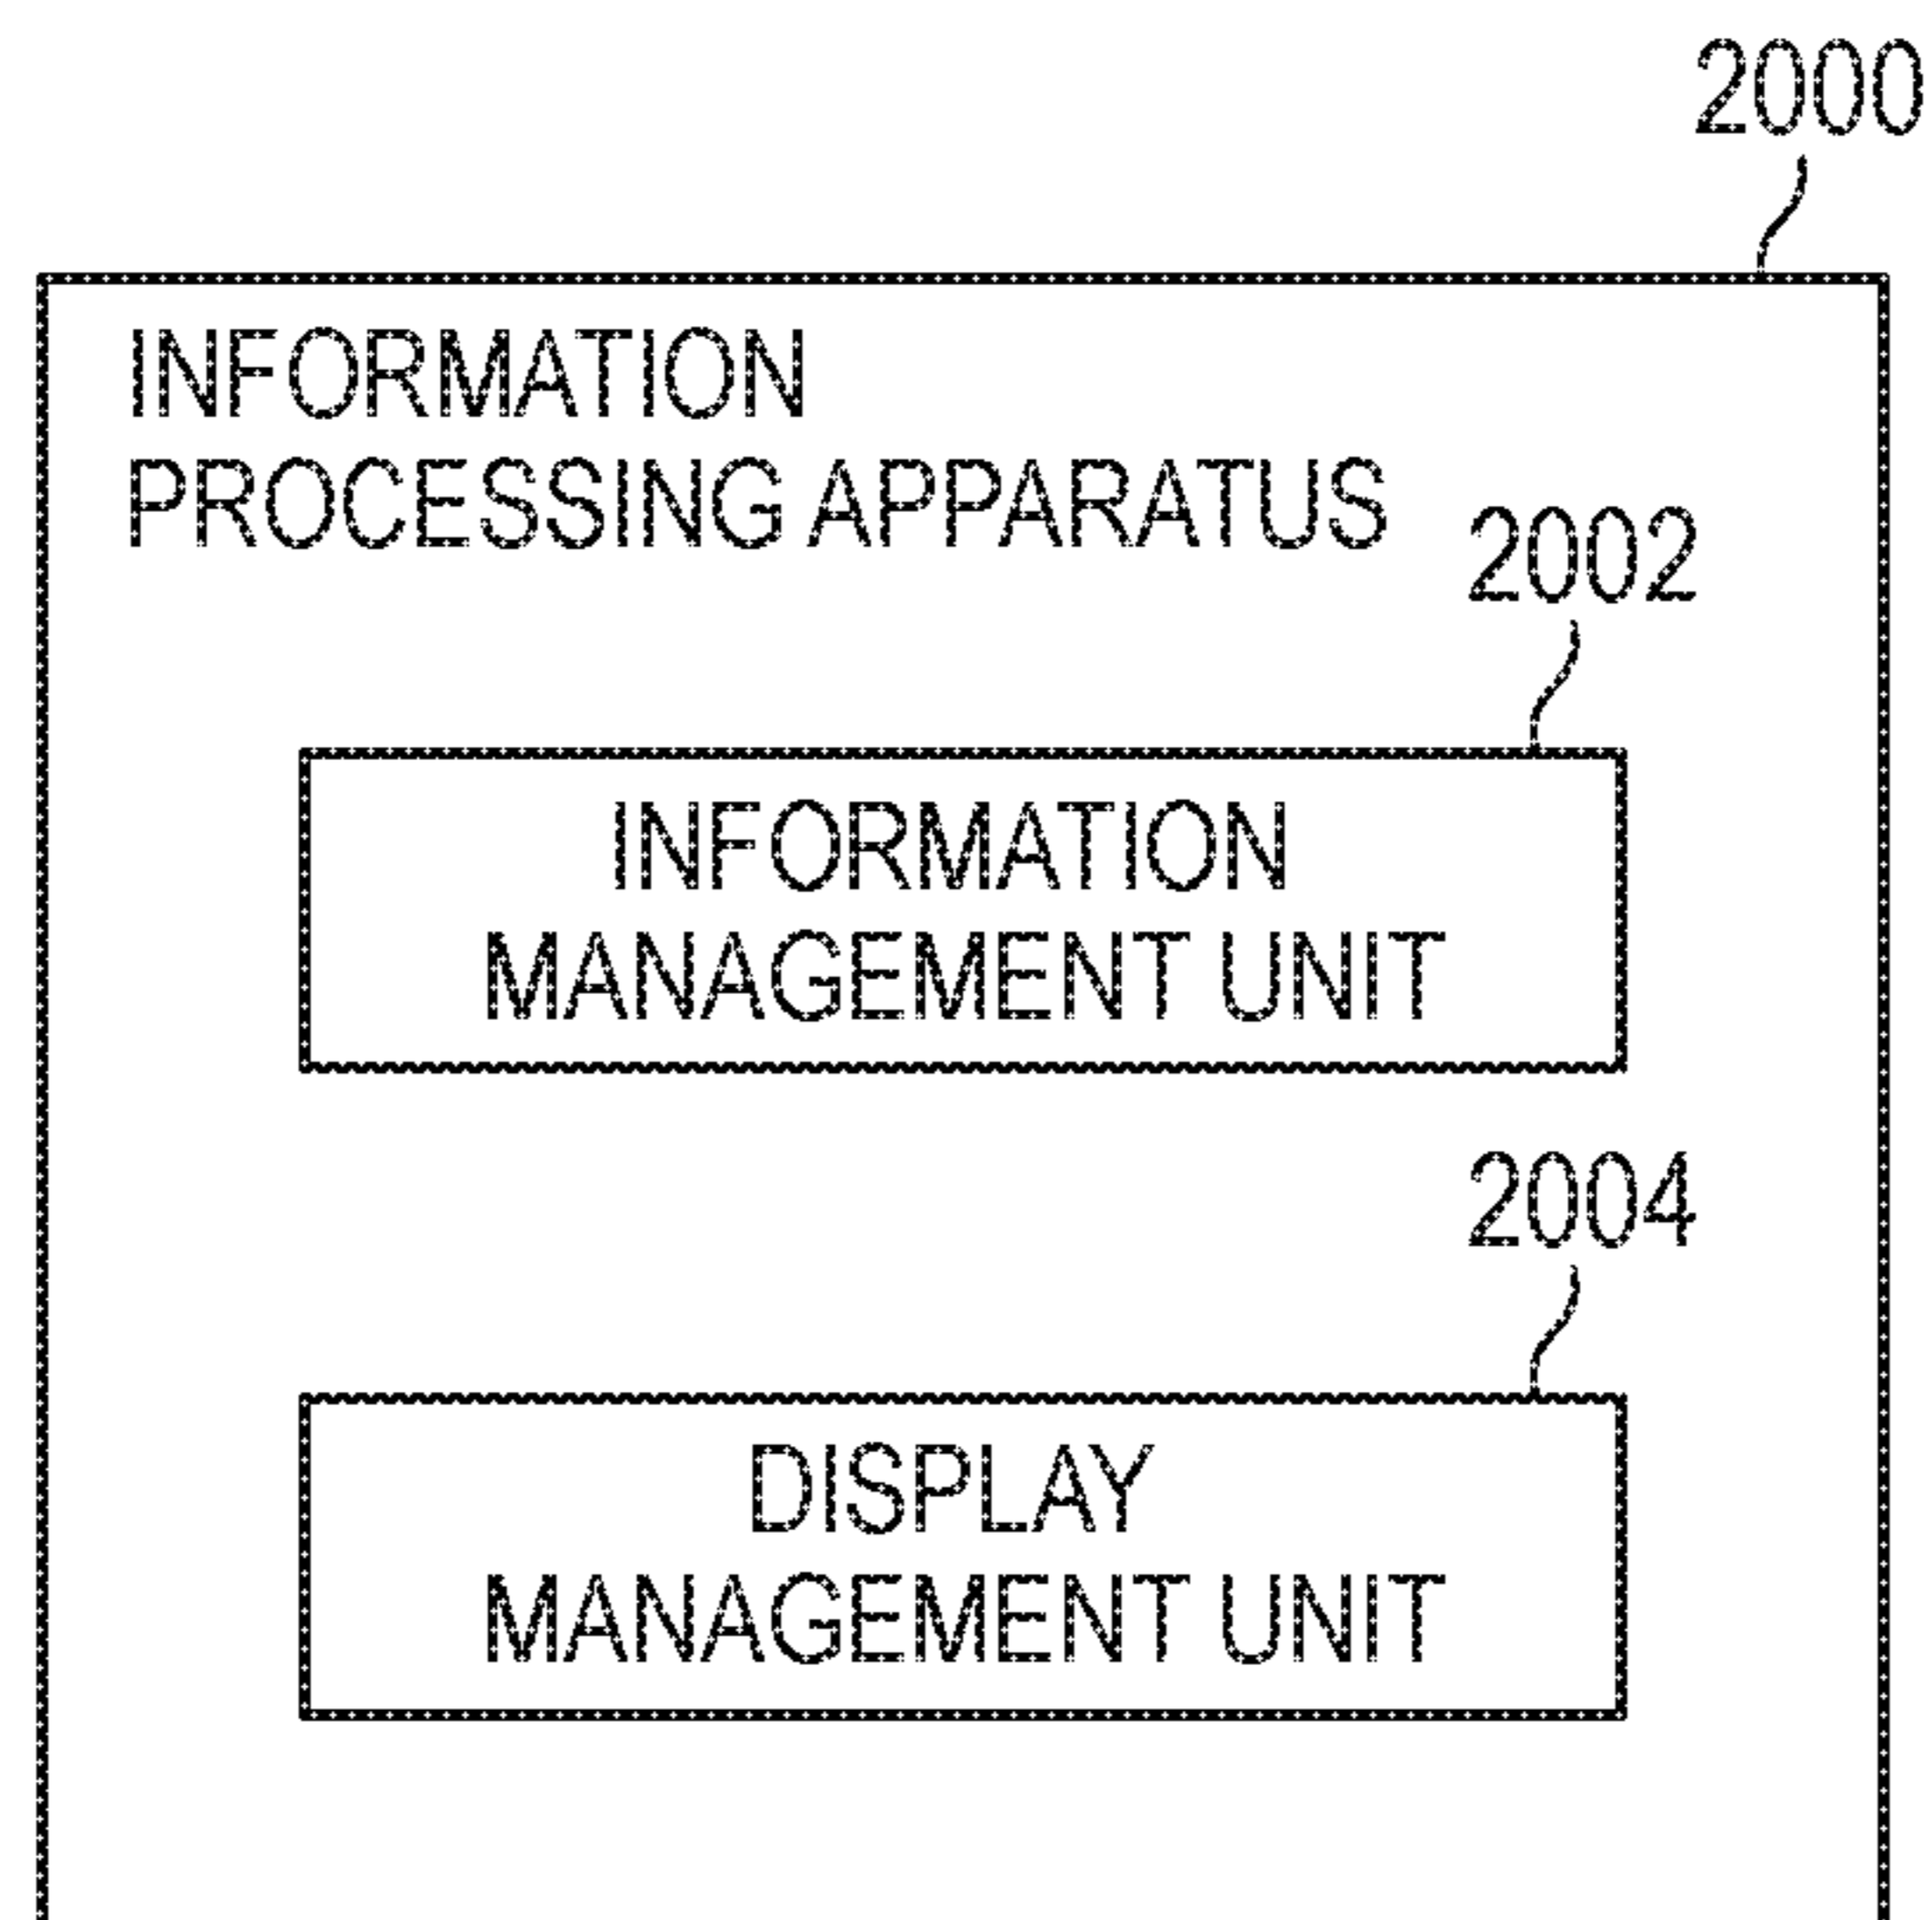 2000
INFORMATION
PROCESSING APPARATUS
2002
INFORMATION
MANAGEMENT UNIT
2004
DISPLAY
MANAGEMENT UNIT